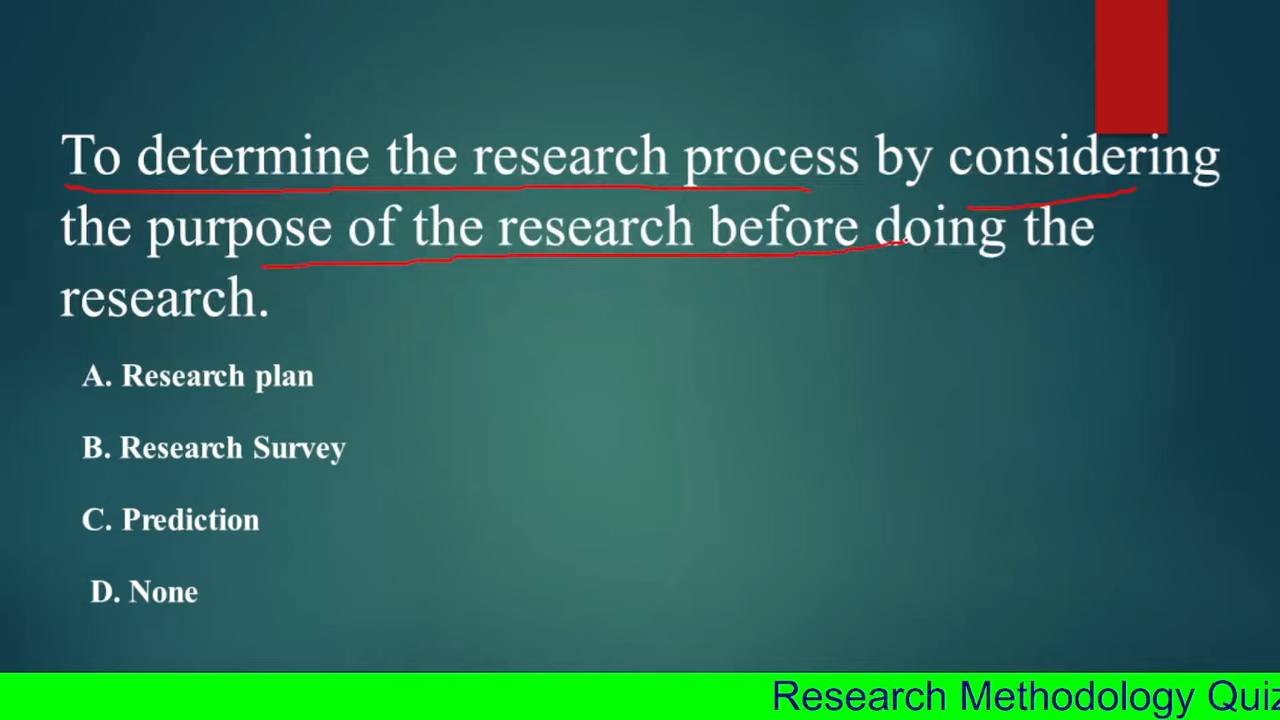 To determine the research process by considering
the purpose of the research before doing the
research.
A. Research plan
B. Research Survey
C. Prediction
D. None
Research Methodology Quiz